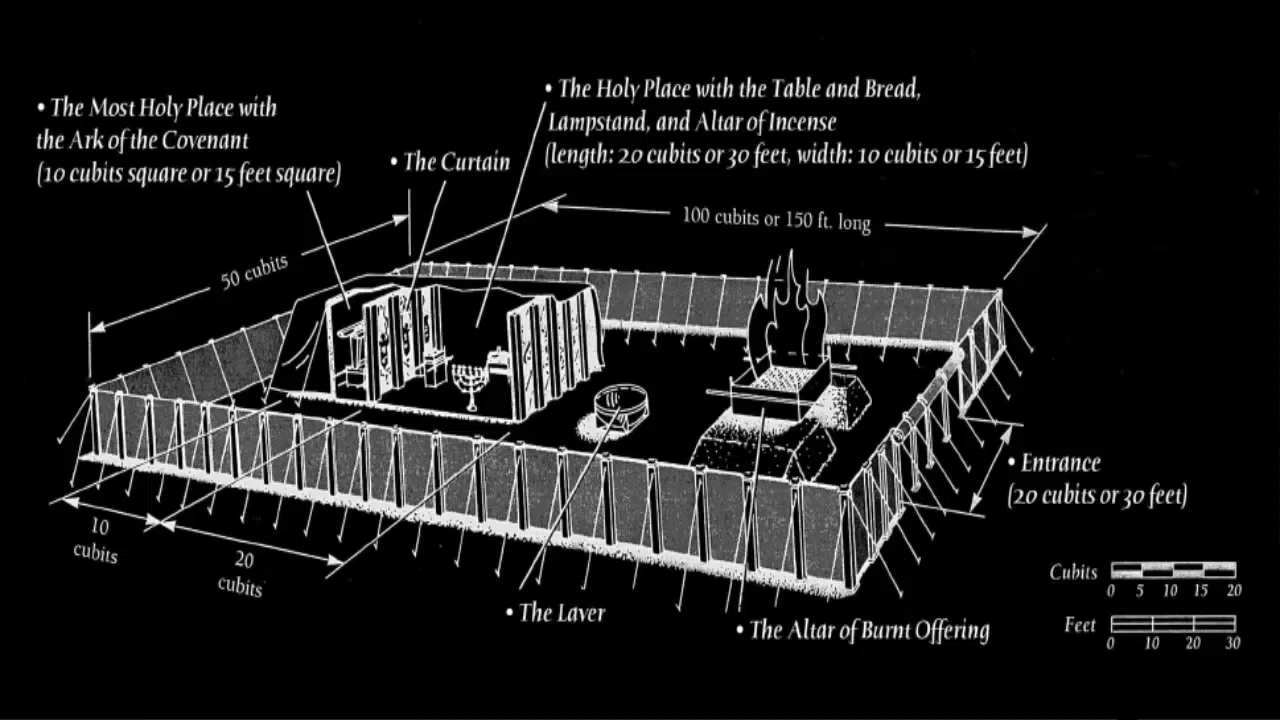 • The Most Holy Place with
the Ark of the Covenant
(10 cubits square or 15 feet square)
• The Curtain
• The Holy Place with the Table and Bread,
Lampstand, and Altar of Incense
(length: 20 cubits or 30 feet, width: 10 cubits or 15 feet)
100 cubits or 150 ft. long
50 cubits
• Entrance
(20 cubits or 30 feet)
10
cubits
20
cubits
• The Laver
• The Altar of Burnt Offering
Cubits
0 5 10 15 20
Feet
0 10 20 30